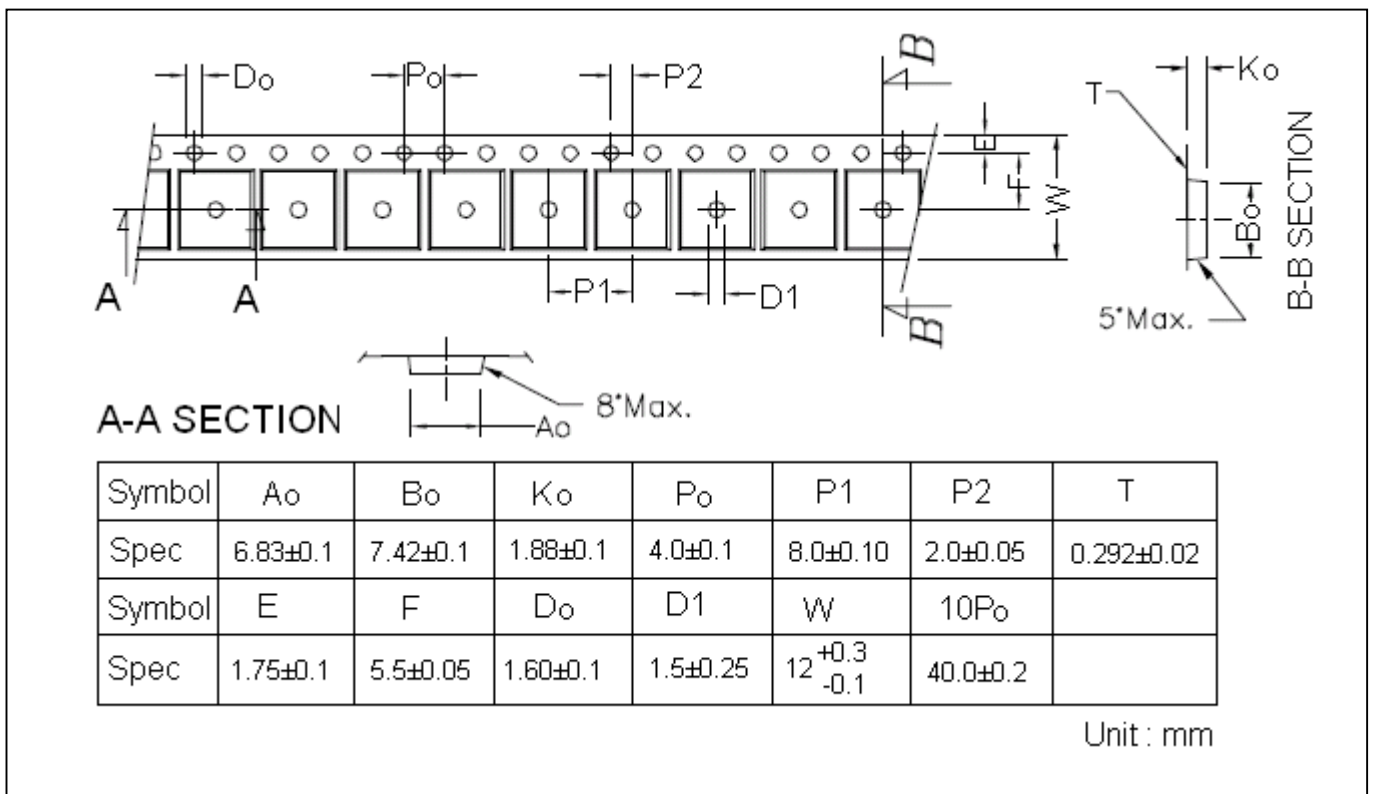 Do Po P2 B Ko
T
E
F
W
Bo
B-B SECTION
A A P1 D1 B
5°Max.
8°Max.
A-A SECTION Ao
Symbol Ao Bo Ko Po P1 P2 T
Spec 6.83±0.1 7.42±0.1 1.88±0.1 4.0±0.1 8.0±0.10 2.0±0.05 0.292±0.02
Symbol E F Do D1 W 10Po
Spec 1.75±0.1 5.5±0.05 1.60±0.1 1.5±0.25 12 +0.3 -0.1 40.0±0.2
Unit : mm